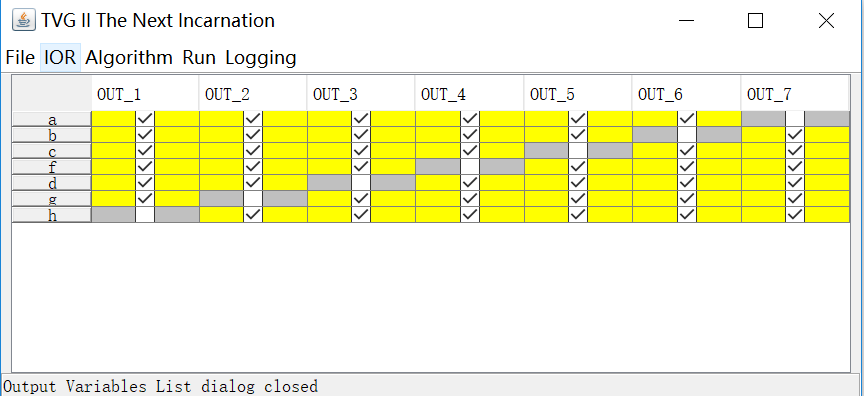 TVG II The Next Incarnation
File IOR Algorithm Run Logging
OUT_1 OUT_2 OUT_3 OUT_4 OUT_5 OUT_6 OUT_7
a
b
c
f
d
g
h
Output Variables List dialog closed